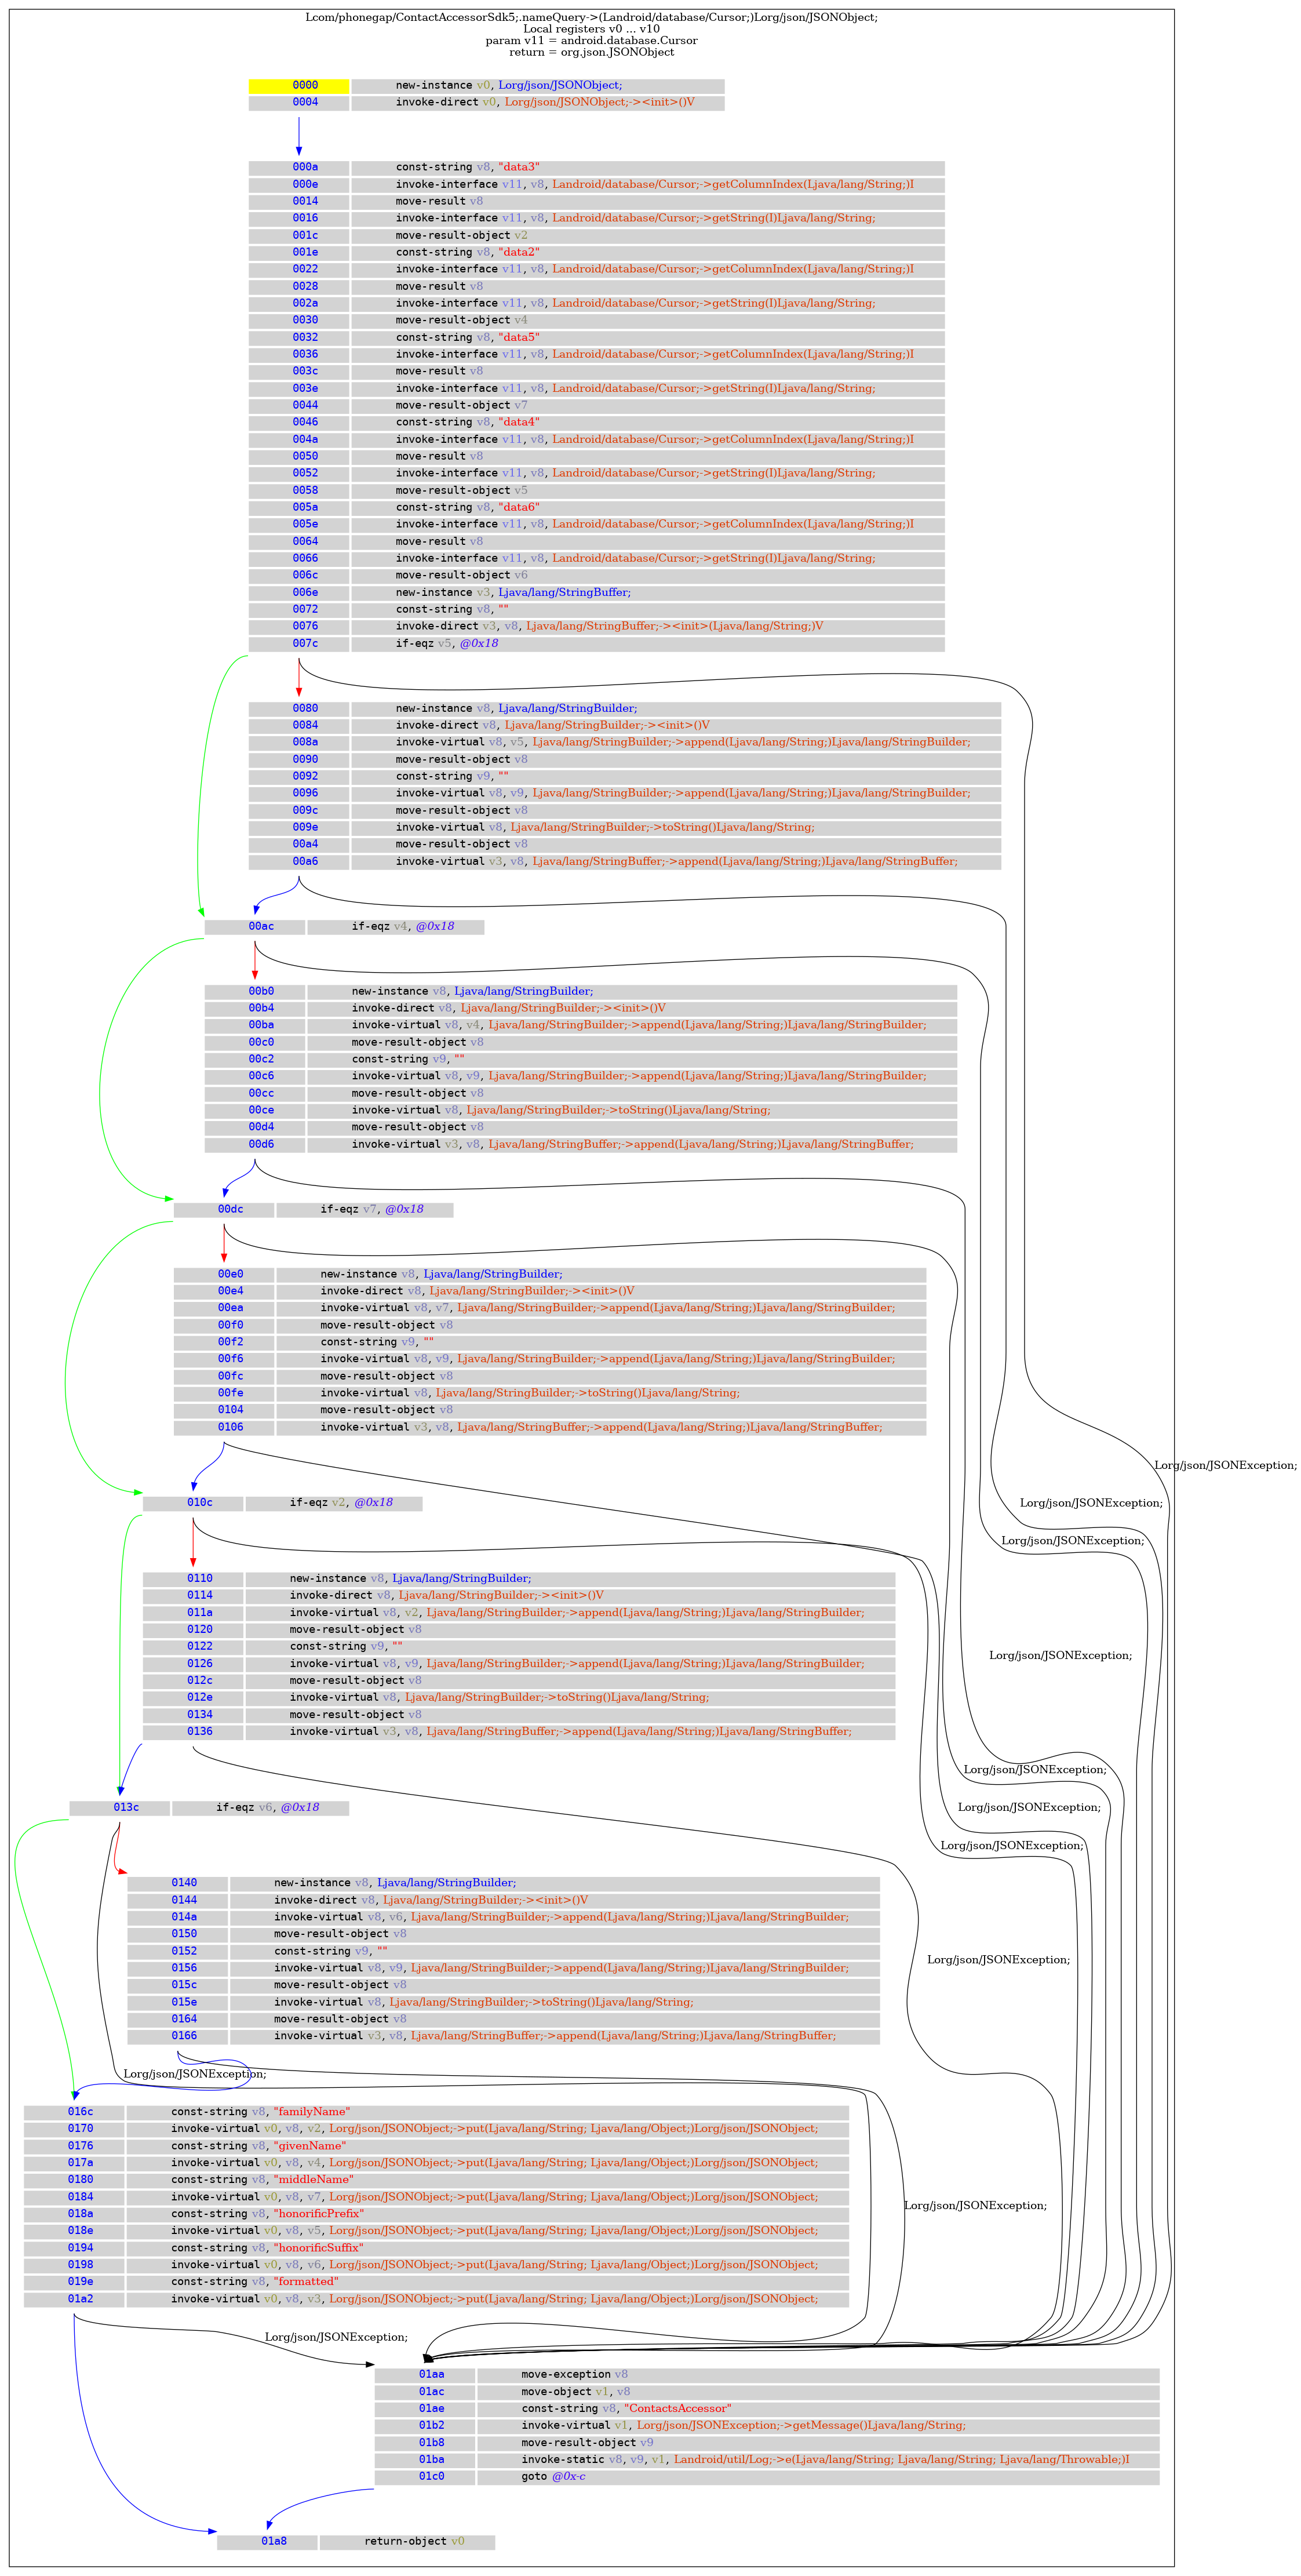 Lcom/phonegap/ContactAccessorSdk5;.nameQuery->(Landroid/database/Cursor;)Lorg/json/JSONObject;
Local registers v0 ... v10
param v11 = android.database.Cursor
return = org.json.JSONObject
0000 new-instance v0, Lorg/json/JSONObject;
0004 invoke-direct v0, Lorg/json/JSONObject;-><init>()V
000a const-string v8, "data3"
000e invoke-interface v11, v8, Landroid/database/Cursor;->getColumnIndex(Ljava/lang/String;)I
0014 move-result v8
0016 invoke-interface v11, v8, Landroid/database/Cursor;->getString(I)Ljava/lang/String;
001c move-result-object v2
001e const-string v8, "data2"
0022 invoke-interface v11, v8, Landroid/database/Cursor;->getColumnIndex(Ljava/lang/String;)I
0028 move-result v8
002a invoke-interface v11, v8, Landroid/database/Cursor;->getString(I)Ljava/lang/String;
0030 move-result-object v4
0032 const-string v8, "data5"
0036 invoke-interface v11, v8, Landroid/database/Cursor;->getColumnIndex(Ljava/lang/String;)I
003c move-result v8
003e invoke-interface v11, v8, Landroid/database/Cursor;->getString(I)Ljava/lang/String;
0044 move-result-object v7
0046 const-string v8, "data4"
004a invoke-interface v11, v8, Landroid/database/Cursor;->getColumnIndex(Ljava/lang/String;)I
0050 move-result v8
0052 invoke-interface v11, v8, Landroid/database/Cursor;->getString(I)Ljava/lang/String;
0058 move-result-object v5
005a const-string v8, "data6"
005e invoke-interface v11, v8, Landroid/database/Cursor;->getColumnIndex(Ljava/lang/String;)I
0064 move-result v8
0066 invoke-interface v11, v8, Landroid/database/Cursor;->getString(I)Ljava/lang/String;
006c move-result-object v6
006e new-instance v3, Ljava/lang/StringBuffer;
0072 const-string v8, ""
0076 invoke-direct v3, v8, Ljava/lang/StringBuffer;-><init>(Ljava/lang/String;)V
007c if-eqz v5, @0x18
0080 new-instance v8, Ljava/lang/StringBuilder;
0084 invoke-direct v8, Ljava/lang/StringBuilder;-><init>()V
008a invoke-virtual v8, v5, Ljava/lang/StringBuilder;->append(Ljava/lang/String;)Ljava/lang/StringBuilder;
0090 move-result-object v8
0092 const-string v9, ""
0096 invoke-virtual v8, v9, Ljava/lang/StringBuilder;->append(Ljava/lang/String;)Ljava/lang/StringBuilder;
009c move-result-object v8
009e invoke-virtual v8, Ljava/lang/StringBuilder;->toString()Ljava/lang/String;
00a4 move-result-object v8
00a6 invoke-virtual v3, v8, Ljava/lang/StringBuffer;->append(Ljava/lang/String;)Ljava/lang/StringBuffer;
00ac if-eqz v4, @0x18
00b0 new-instance v8, Ljava/lang/StringBuilder;
00b4 invoke-direct v8, Ljava/lang/StringBuilder;-><init>()V
00ba invoke-virtual v8, v4, Ljava/lang/StringBuilder;->append(Ljava/lang/String;)Ljava/lang/StringBuilder;
00c0 move-result-object v8
00c2 const-string v9, ""
00c6 invoke-virtual v8, v9, Ljava/lang/StringBuilder;->append(Ljava/lang/String;)Ljava/lang/StringBuilder;
00cc move-result-object v8
00ce invoke-virtual v8, Ljava/lang/StringBuilder;->toString()Ljava/lang/String;
00d4 move-result-object v8
00d6 invoke-virtual v3, v8, Ljava/lang/StringBuffer;->append(Ljava/lang/String;)Ljava/lang/StringBuffer;
00dc if-eqz v7, @0x18
00e0 new-instance v8, Ljava/lang/StringBuilder;
00e4 invoke-direct v8, Ljava/lang/StringBuilder;-><init>()V
00ea invoke-virtual v8, v7, Ljava/lang/StringBuilder;->append(Ljava/lang/String;)Ljava/lang/StringBuilder;
00f0 move-result-object v8
00f2 const-string v9, ""
00f6 invoke-virtual v8, v9, Ljava/lang/StringBuilder;->append(Ljava/lang/String;)Ljava/lang/StringBuilder;
00fc move-result-object v8
00fe invoke-virtual v8, Ljava/lang/StringBuilder;->toString()Ljava/lang/String;
0104 move-result-object v8
0106 invoke-virtual v3, v8, Ljava/lang/StringBuffer;->append(Ljava/lang/String;)Ljava/lang/StringBuffer;
Lorg/json/JSONException;
010c if-eqz v2, @0x18
Lorg/json/JSONException;
Lorg/json/JSONException;
0110 new-instance v8, Ljava/lang/StringBuilder;
0114 invoke-direct v8, Ljava/lang/StringBuilder;-><init>()V
011a invoke-virtual v8, v2, Ljava/lang/StringBuilder;->append(Ljava/lang/String;)Ljava/lang/StringBuilder;
0120 move-result-object v8
0122 const-string v9, ""
0126 invoke-virtual v8, v9, Ljava/lang/StringBuilder;->append(Ljava/lang/String;)Ljava/lang/StringBuilder;
012c move-result-object v8
012e invoke-virtual v8, Ljava/lang/StringBuilder;->toString()Ljava/lang/String;
0134 move-result-object v8
0136 invoke-virtual v3, v8, Ljava/lang/StringBuffer;->append(Ljava/lang/String;)Ljava/lang/StringBuffer;
Lorg/json/JSONException;
Lorg/json/JSONException;
013c if-eqz v6, @0x18
Lorg/json/JSONException;
Lorg/json/JSONException;
0140 new-instance v8, Ljava/lang/StringBuilder;
0144 invoke-direct v8, Ljava/lang/StringBuilder;-><init>()V
014a invoke-virtual v8, v6, Ljava/lang/StringBuilder;->append(Ljava/lang/String;)Ljava/lang/StringBuilder;
0150 move-result-object v8
0152 const-string v9, ""
0156 invoke-virtual v8, v9, Ljava/lang/StringBuilder;->append(Ljava/lang/String;)Ljava/lang/StringBuilder;
015c move-result-object v8
015e invoke-virtual v8, Ljava/lang/StringBuilder;->toString()Ljava/lang/String;
0164 move-result-object v8
0166 invoke-virtual v3, v8, Ljava/lang/StringBuffer;->append(Ljava/lang/String;)Ljava/lang/StringBuffer;
Lorg/json/JSONException;
Lorg/json/JSONException;
016c const-string v8, "familyName"
0170 invoke-virtual v0, v8, v2, Lorg/json/JSONObject;->put(Ljava/lang/String; Ljava/lang/Object;)Lorg/json/JSONObject;
0176 const-string v8, "givenName"
017a invoke-virtual v0, v8, v4, Lorg/json/JSONObject;->put(Ljava/lang/String; Ljava/lang/Object;)Lorg/json/JSONObject;
0180 const-string v8, "middleName"
0184 invoke-virtual v0, v8, v7, Lorg/json/JSONObject;->put(Ljava/lang/String; Ljava/lang/Object;)Lorg/json/JSONObject;
018a const-string v8, "honorificPrefix"
018e invoke-virtual v0, v8, v5, Lorg/json/JSONObject;->put(Ljava/lang/String; Ljava/lang/Object;)Lorg/json/JSONObject;
0194 const-string v8, "honorificSuffix"
0198 invoke-virtual v0, v8, v6, Lorg/json/JSONObject;->put(Ljava/lang/String; Ljava/lang/Object;)Lorg/json/JSONObject;
019e const-string v8, "formatted"
01a2 invoke-virtual v0, v8, v3, Lorg/json/JSONObject;->put(Ljava/lang/String; Ljava/lang/Object;)Lorg/json/JSONObject;
Lorg/json/JSONException;
Lorg/json/JSONException;
01aa move-exception v8
01ac move-object v1, v8
01ae const-string v8, "ContactsAccessor"
01b2 invoke-virtual v1, Lorg/json/JSONException;->getMessage()Ljava/lang/String;
01b8 move-result-object v9
01ba invoke-static v8, v9, v1, Landroid/util/Log;->e(Ljava/lang/String; Ljava/lang/String; Ljava/lang/Throwable;)I
01c0 goto @0x-c
01a8 return-object v0